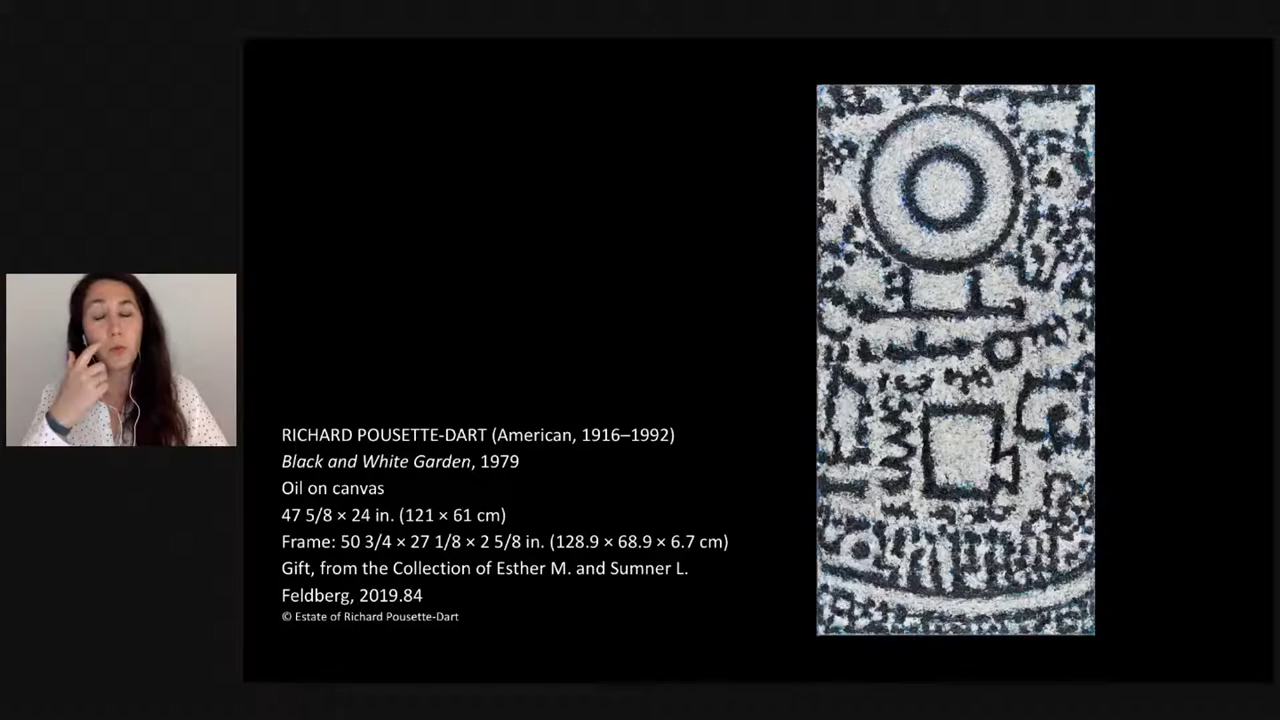 RICHARD POUSETTE-DART (American, 1916–1992)
Black and White Garden, 1979
Oil on canvas
47 5/8 × 24 in. (121 × 61 cm)
Frame: 50 3/4 × 27 1/8 × 2 5/8 in. (128.9 × 68.9 × 6.7 cm)
Gift, from the Collection of Esther M. and Sumner L.
Feldberg, 2019.84
© Estate of Richard Pousette-Dart